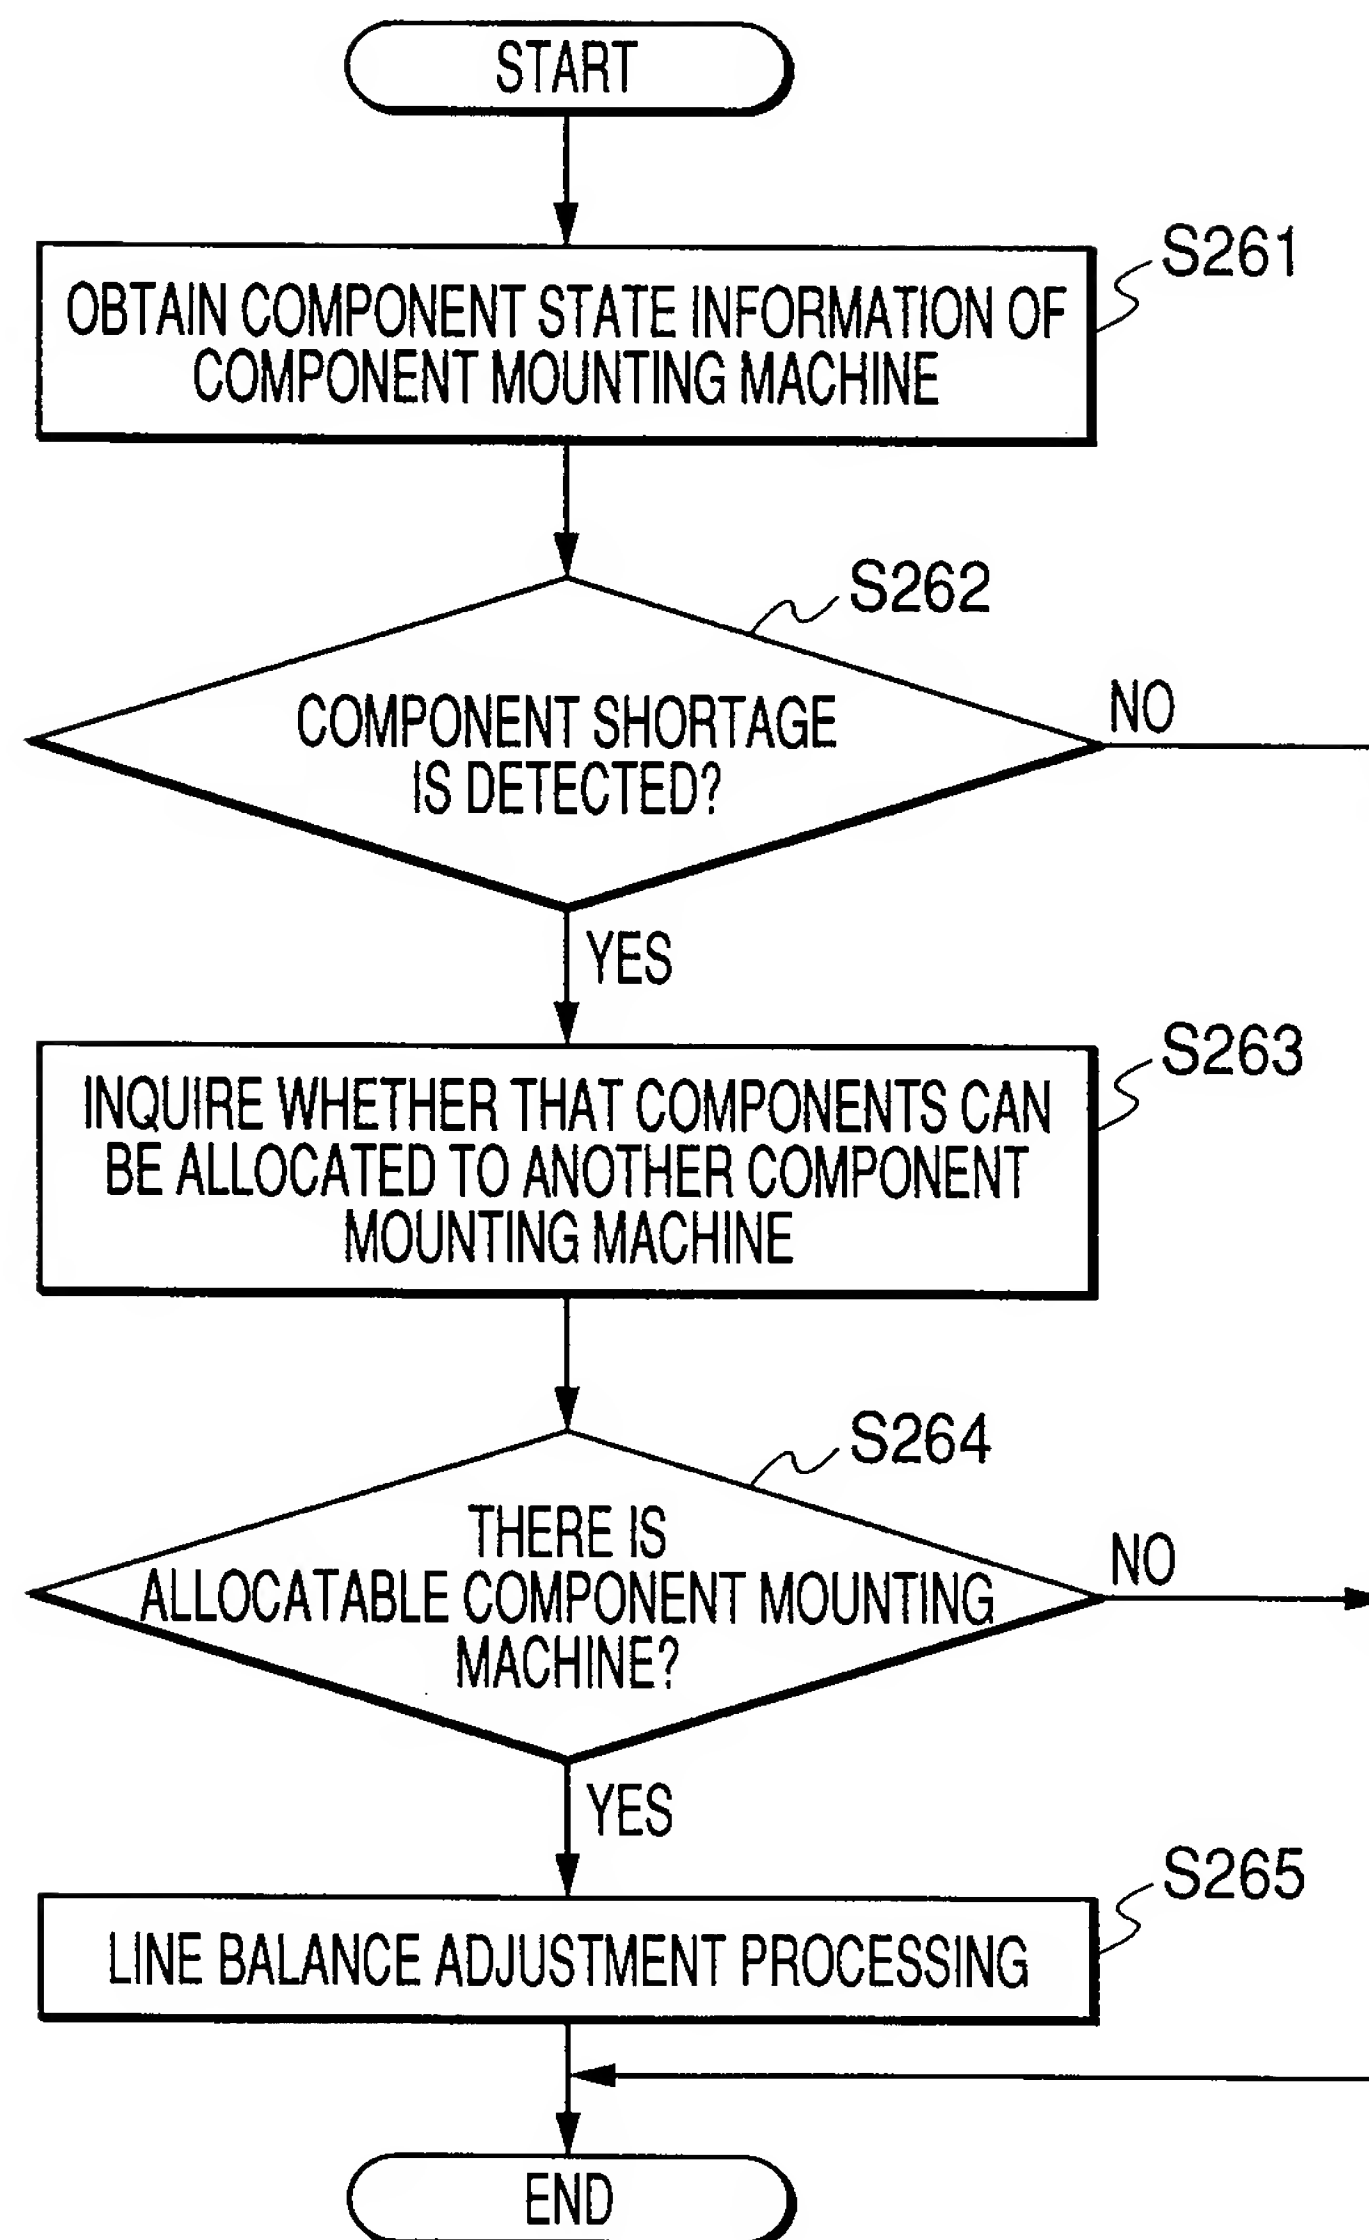 START
S261
OBTAIN COMPONENT STATE INFORMATION OF
COMPONENT MOUNTING MACHINE
S262
COMPONENT SHORTAGE
IS DETECTED?
NO
YES
S263
INQUIRE WHETHER THAT COMPONENTS CAN
BE ALLOCATED TO ANOTHER COMPONENT
MOUNTING MACHINE
S264
THERE IS
ALLOCATABLE COMPONENT MOUNTING
MACHINE?
NO
YES
S265
LINE BALANCE ADJUSTMENT PROCESSING
END